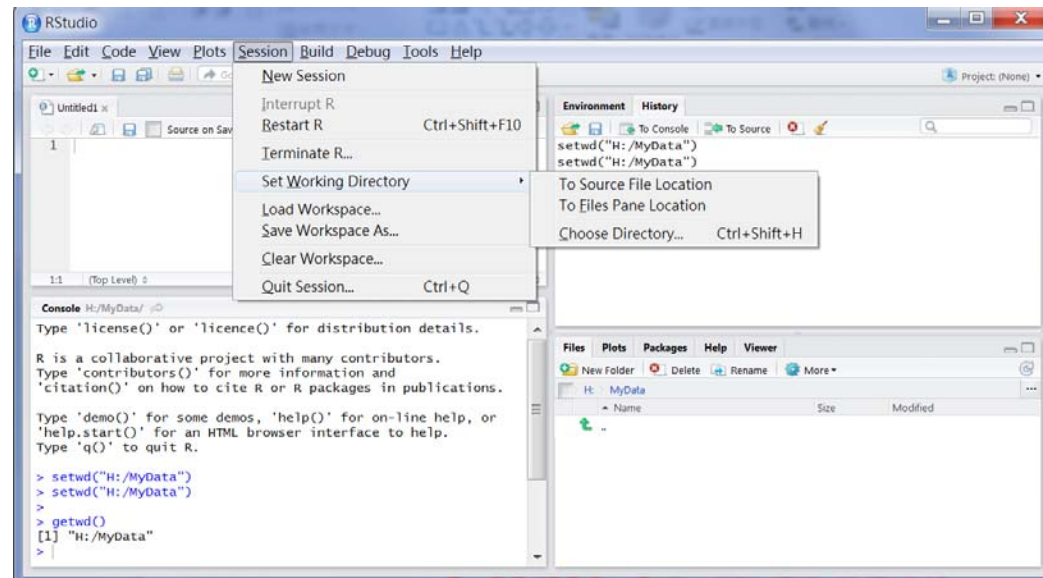 RStudio
File Edit Code View Plots Session Build Debug Tools Help
Project: (None)
Untitled1
Source on Sav
1
1:1 (Top Level)
New Session
Interrupt R
Restart R Ctrl+Shift+F10
Terminate R...
Set Working Directory
Load Workspace...
Save Workspace As...
Clear Workspace...
Quit Session... Ctrl+Q
To Source File Location
To Files Pane Location
Choose Directory... Ctrl+Shift+H
Environment History
To Console To Source
setwd("H:/MyData")
setwd("H:/MyData")
Console H:/MyData/
Type 'license()' or 'licence()' for distribution details.
R is a collaborative project with many contributors.
Type 'contributors()' for more information and
'citation()' on how to cite R or R packages in publications.
Type 'demo()' for some demos, 'help()' for on-line help, or
'help.start()' for an HTML browser interface to help.
Type 'q()' to quit R.
> setwd("H:/MyData")
> setwd("H:/MyData")
>
> getwd()
[1] "H:/MyData"
>
Files Plots Packages Help Viewer
New Folder Delete Rename More
H: MyData
Name Size Modified
..